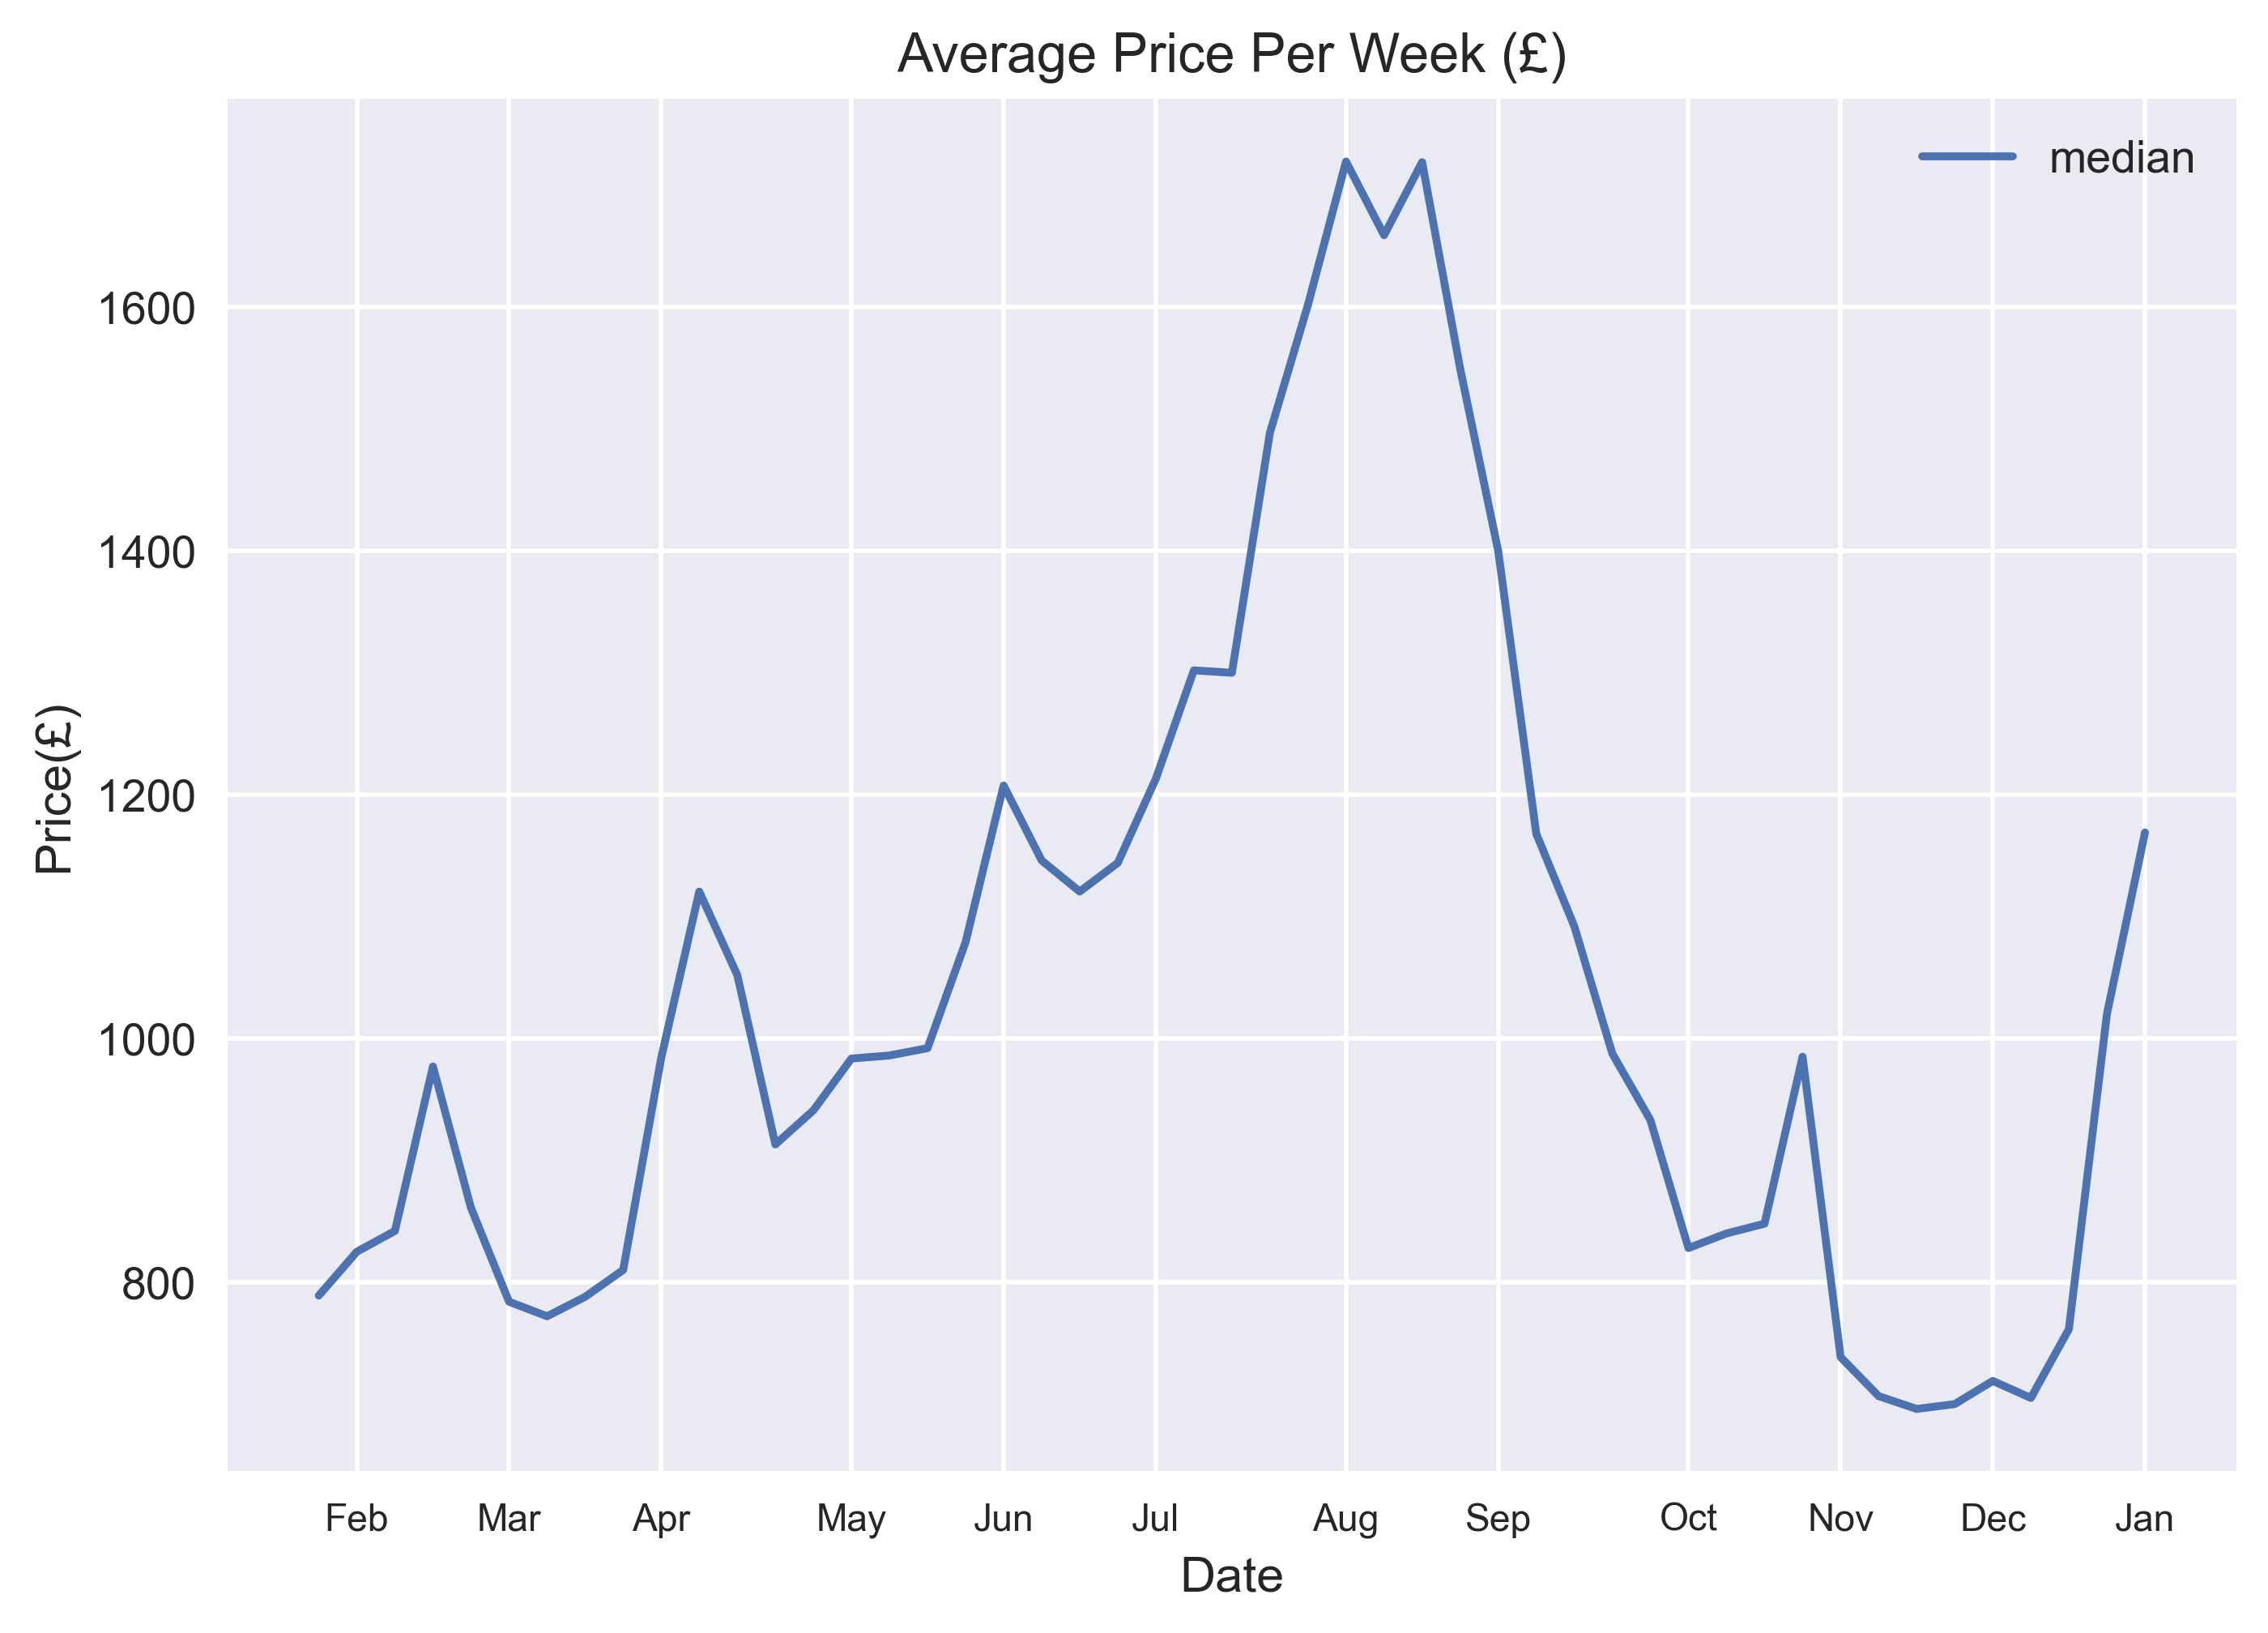 Average Price Per Week (£)
median
1600
1400
1200
1000
800
Price(£)
Feb Mar Apr May Jun Jul Aug Sep Oct Nov Dec Jan
Date